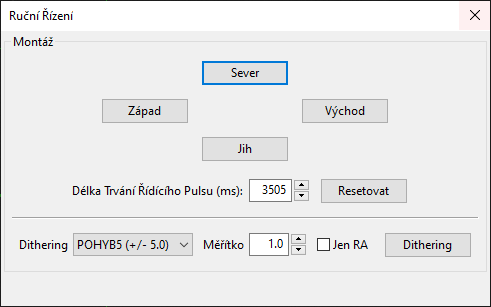 Ruční Řízení
Montáž
Sever
Západ Východ
Jih
Délka Trvání Řídícího Pulsu (ms): 3505 Resetovat
Dithering POHYB5 (+/- 5.0) Měřítko 1.0 Jen RA Dithering